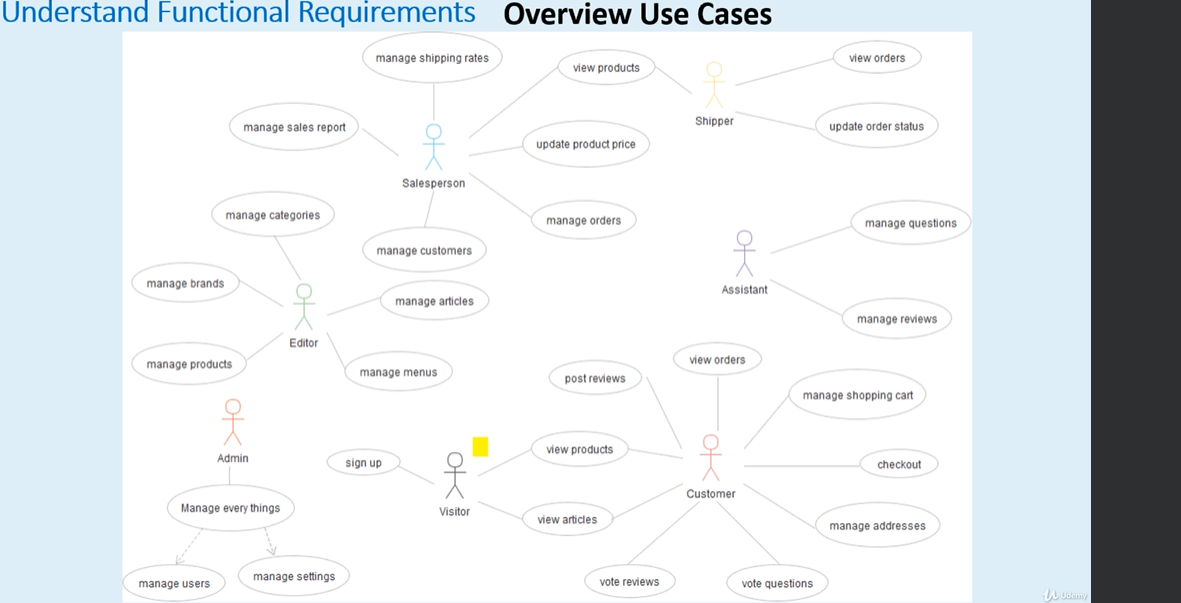 Understand Functional Requirements Overview Use Cases
manage shipping rates
view products
view orders
manage sales report
Shipper
update order status
update product price
Salesperson
manage categories
manage orders
manage questions
manage customers
manage brands
Assistant
manage articles
manage reviews
Editor
manage products
manage menus
view orders
post reviews
manage shopping cart
Admin
sign up
view products
checkout
Customer
Manage every things
Visitor
view articles
manage addresses
manage users
manage settings
vote reviews
vote questions
Udemy